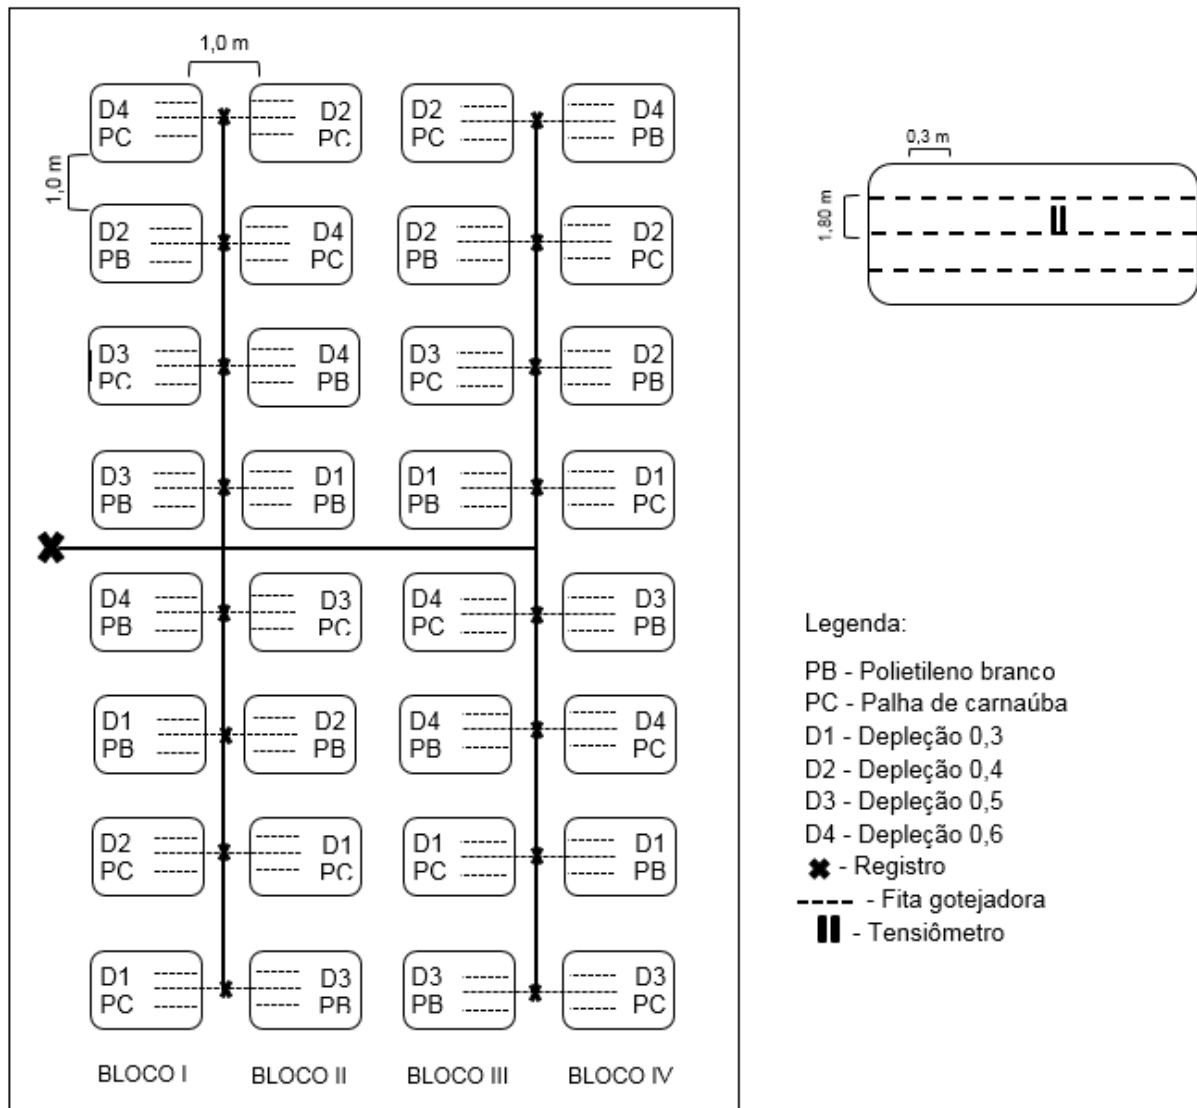 1,0 m
D4
PC
D2
PC
D2
PC
D4
PB
1,0 m
D2
PB
D4
PC
D2
PB
D2
PC
D3
PC
D4
PB
D3
PC
D2
PB
D3
PB
D1
PB
D1
PB
D1
PC
D4
PB
D3
PC
D4
PC
D3
PB
D1
PB
D2
PB
D4
PB
D4
PC
D2
PC
D1
PC
D1
PC
D1
PB
D1
PC
D3
PB
D3
PB
D3
PC
BLOCO I
BLOCO II
BLOCO III
BLOCO IV
0,3 m
1,80 m
Legenda:
PB - Polietileno branco
PC - Palha de carnaúba
D1 - Depleção 0,3
D2 - Depleção 0,4
D3 - Depleção 0,5
D4 - Depleção 0,6
- Registro
- Fita gotejadora
- Tensiômetro